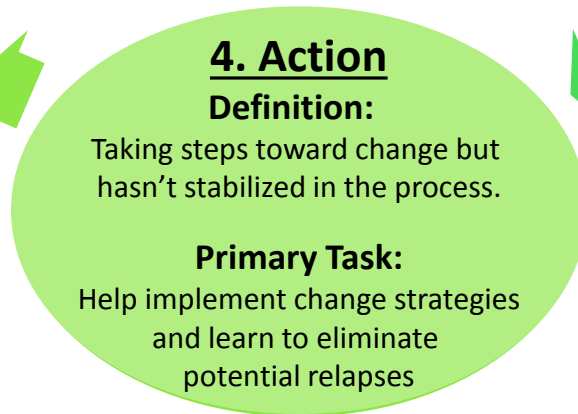 4. Action
Definition:
Taking steps toward change but
hasn’t stabilized in the process.
Primary Task:
Help implement change strategies
and learn to eliminate
potential relapses